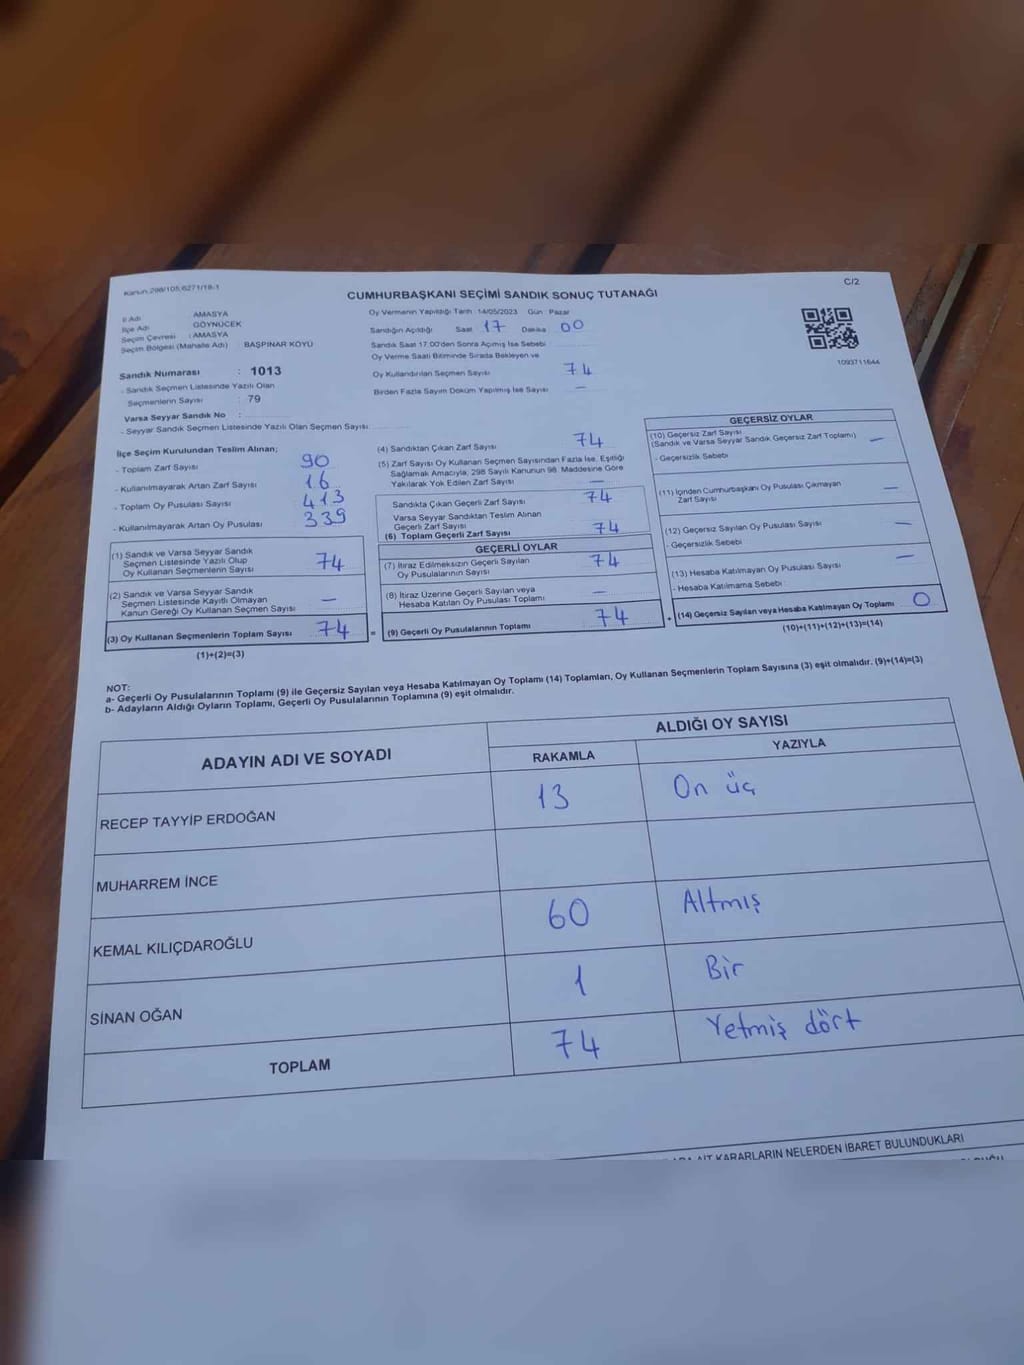 Kanun.298/105,6271/18-1
C/2
CUMHURBAŞKANI SEÇİMİ SANDIK SONUÇ TUTANAĞI
İl Adı AMASYA
İlçe Adı GÖYNÜCEK
Seçim Çevresi : AMASYA
Seçim Bölgesi (Mahalle Adı) BAŞPINAR KÖYÜ
Sandık Numarası : 1013
- Sandık Seçmen Listesinde Yazılı Olan
Seçmenlerin Sayısı : 79
Varsa Seyyar Sandık No :
- Seyyar Sandık Seçmen Listesinde Yazılı Olan Seçmen Sayısı
Oy Vermenin Yapıldığı Tarih : 14/05/2023 Gün : Pazar
Sandığın Açıldığı Saat 17 Dakika 00
Sandık Saat 17.00'den Sonra Açımış İse Sebebi
Oy Verme Saati Bitiminde Sırada Bekleyen ve
Oy Kullandırılan Seçmen Sayısı 74
Birden Fazla Sayım Döküm Yapılmış İse Sayısı —
1093711644
İlçe Seçim Kurulundan Teslim Alınan;
- Toplam Zarf Sayısı 90
- Kullanılmayarak Artan Zarf Sayısı 16
- Toplam Oy Pusulası Sayısı 413
- Kullanılmayarak Artan Oy Pusulası 339
(1) Sandık ve Varsa Seyyar Sandık
Seçmen Listesinde Yazılı Olup
Oy Kullanan Seçmenlerin Sayısı 74
(2) Sandık ve Varsa Seyyar Sandık
Seçmen Listesinde Kayıtlı Olmayan
Kanun Gereği Oy Kullanan Seçmen Sayısı —
(3) Oy Kullanan Seçmenlerin Toplam Sayısı 74 =
(1)+(2)=(3)
(4) Sandıktan Çıkan Zarf Sayısı 74
(5) Zarf Sayısı Oy Kullanan Seçmen Sayısından Fazla İse, Eşitliği
Sağlamak Amacıyla, 298 Sayılı Kanunun 98. Maddesine Göre
Yakılarak Yok Edilen Zarf Sayısı —
Sandıkta Çıkan Geçerli Zarf Sayısı 74
Varsa Seyyar Sandıktan Teslim Alınan
Geçerli Zarf Sayısı
(6) Toplam Geçerli Zarf Sayısı 74
GEÇERLİ OYLAR
(7) İtiraz Edilmeksizin Geçerli Sayılan
Oy Pusulalarının Sayısı 74
(8) İtiraz Üzerine Geçerli Sayılan veya
Hesaba Katılan Oy Pusulası Toplamı —
(9) Geçerli Oy Pusulalarının Toplamı 74 +
GEÇERSİZ OYLAR
(10) Geçersiz Zarf Sayısı
(Sandık ve Varsa Seyyar Sandık Geçersiz Zarf Toplamı) —
- Geçersizlik Sebebi
(11) İçinden Cumhurbaşkanı Oy Pusulası Çıkmayan
Zarf Sayısı —
(12) Geçersiz Sayılan Oy Pusulası Sayısı —
- Geçersizlik Sebebi
(13) Hesaba Katılmayan Oy Pusulası Sayısı —
- Hesaba Katılmama Sebebi :
(14) Geçersiz Sayılan veya Hesaba Katılmayan Oy Toplamı 0
(10)+(11)+(12)+(13)=(14)
NOT:
a- Geçerli Oy Pusulalarının Toplamı (9) ile Geçersiz Sayılan veya Hesaba Katılmayan Oy Toplamı (14) Toplamları, Oy Kullanan Seçmenlerin Toplam Sayısına (3) eşit olmalıdır. (9)+(14)=(3)
b- Adayların Aldığı Oyların Toplamı, Geçerli Oy Pusulalarının Toplamına (9) eşit olmalıdır.
ADAYIN ADI VE SOYADI
ALDIĞI OY SAYISI
RAKAMLA YAZIYLA
RECEP TAYYİP ERDOĞAN 13 On üç
MUHARREM İNCE
KEMAL KILIÇDAROĞLU 60 Altmış
SİNAN OĞAN 1 Bir
TOPLAM 74 Yetmiş dört
AİT KARARLARIN NELERDEN İBARET BULUNDUKLARI